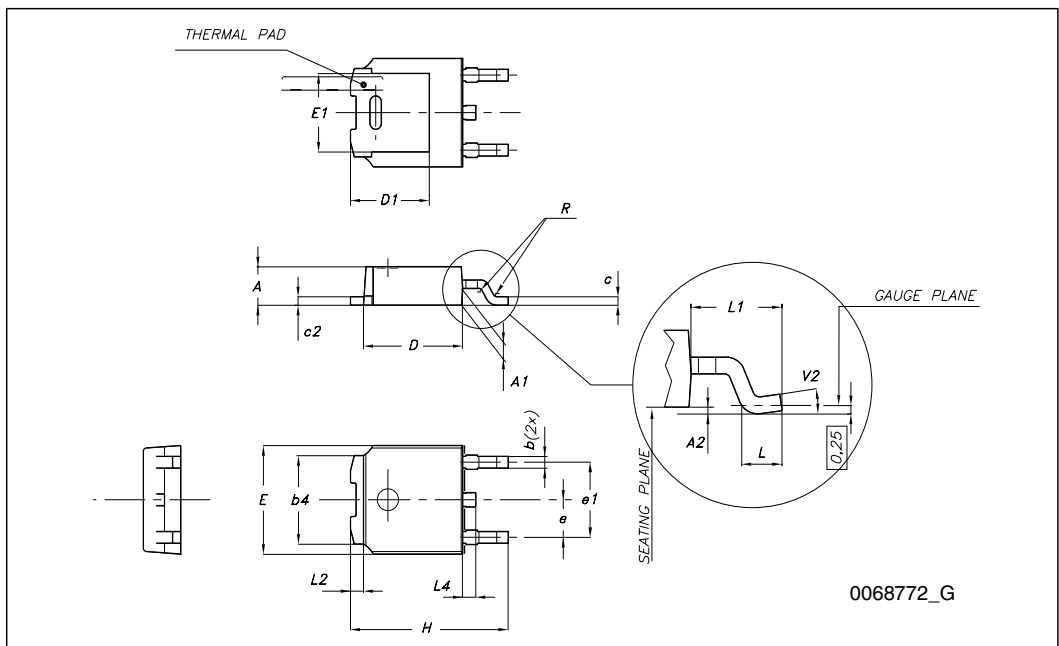 THERMAL PAD
E1
D1
R
A
c
c2
D
A1
GAUGE PLANE
L1
V2
A2
L
0,25
SEATING PLANE
b(2x)
E
b4
e
e1
L2
L4
H
0068772_G